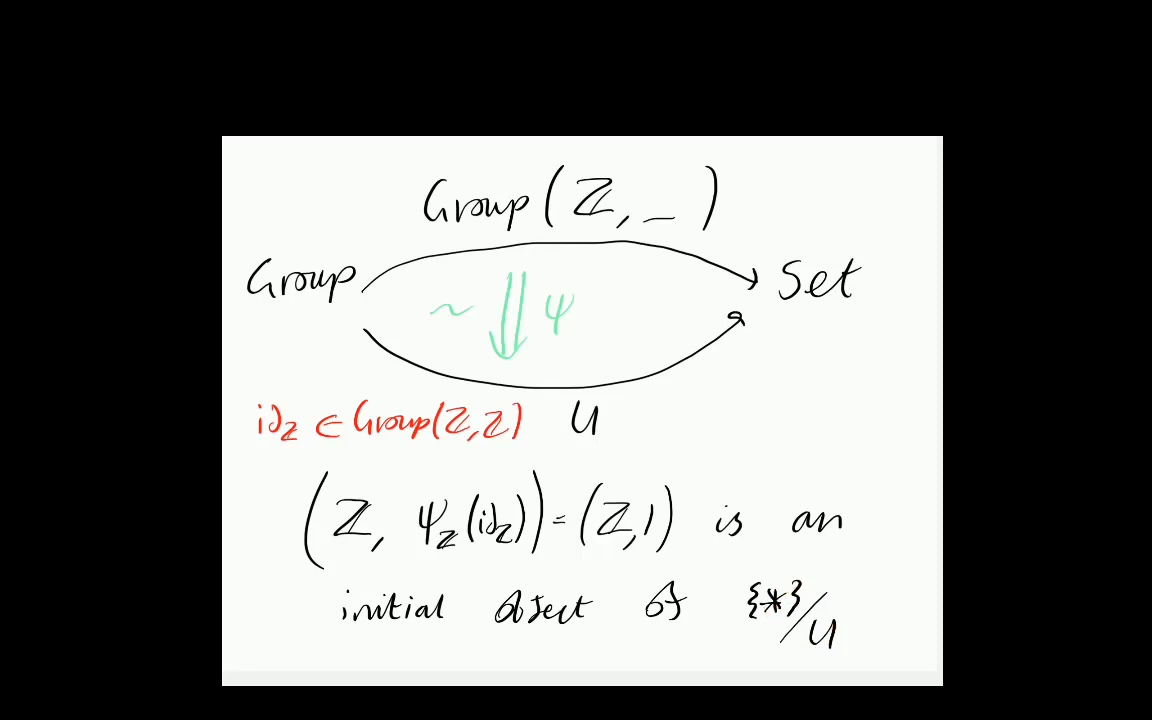 Group(ℤ, _)
Group
Set
~ ⇓ ψ
id_ℤ ∈ Group(ℤ,ℤ)
U
(ℤ, ψ_ℤ(id_ℤ)) = (ℤ,1) is an
initial object of {*}/U